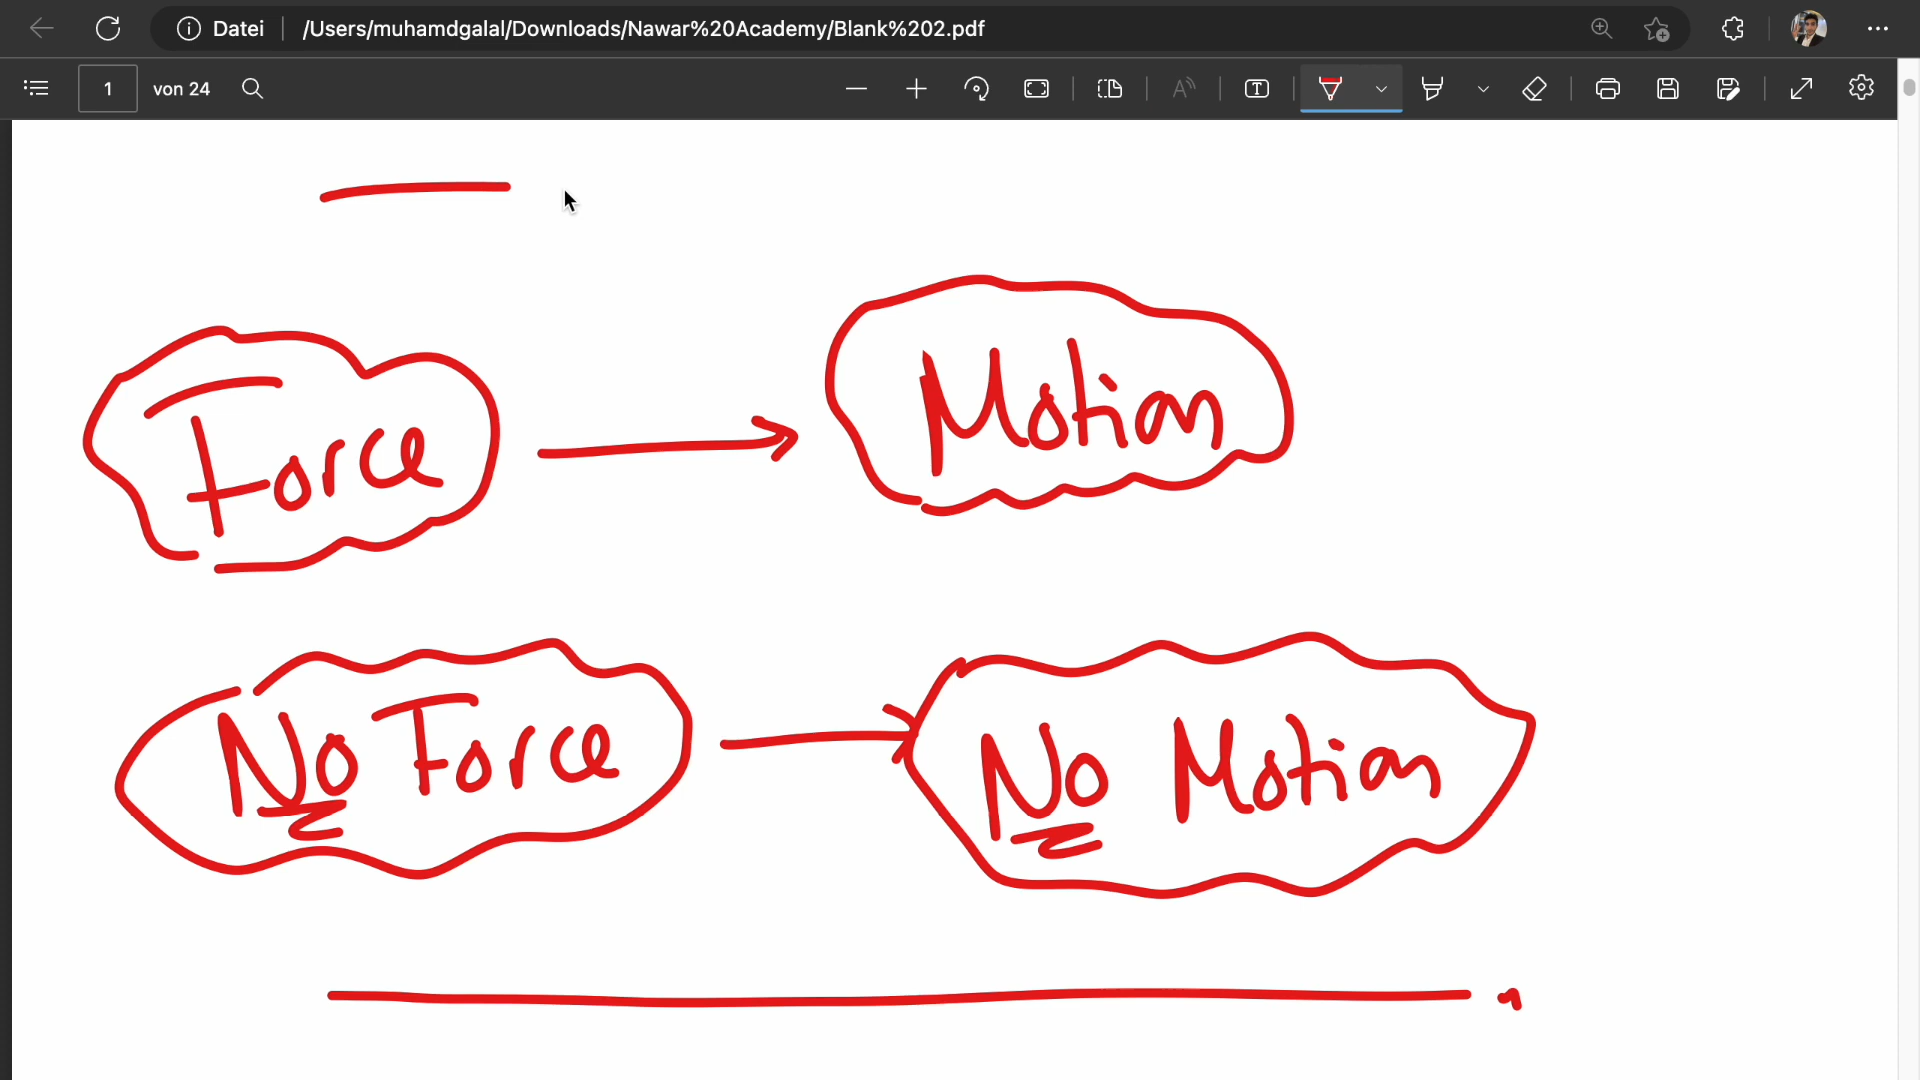 Datei /Users/muhamdgalal/Downloads/Nawar%20Academy/Blank%202.pdf
1 von 24
Force Motion
No Force No Motion